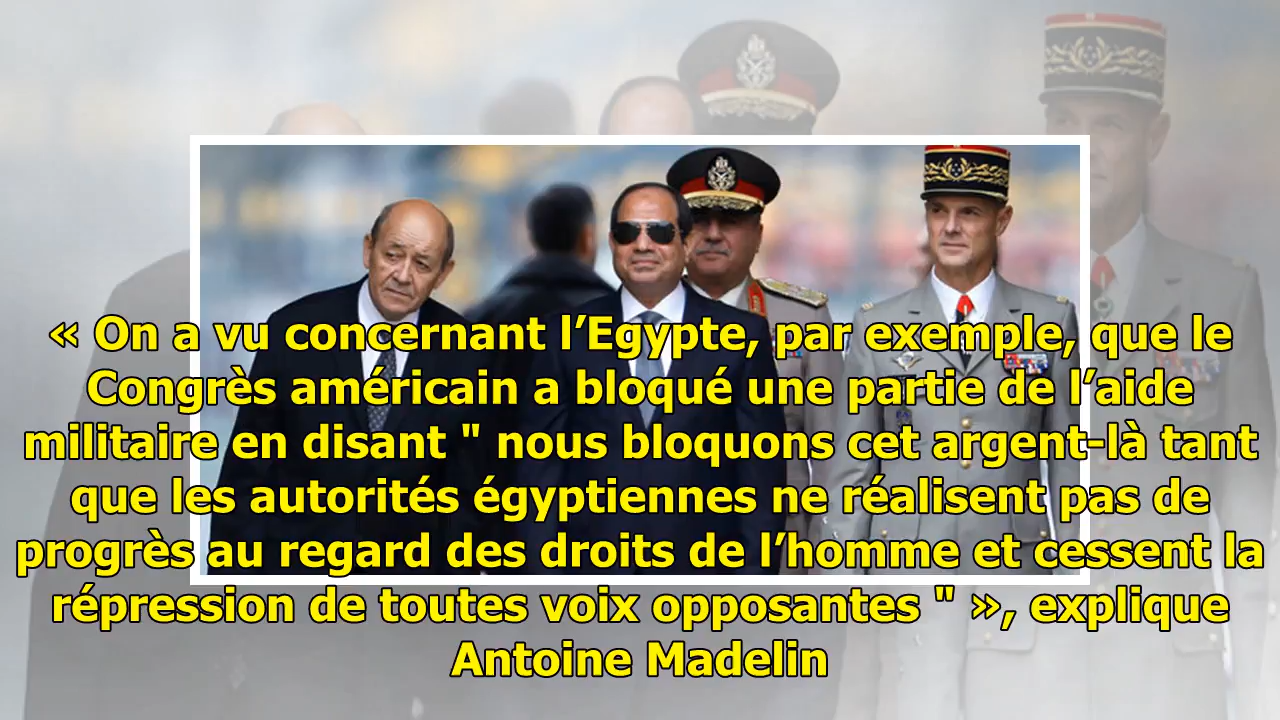 « On a vu concernant l’Egypte, par exemple, que le
Congrès américain a bloqué une partie de l’aide
militaire en disant " nous bloquons cet argent-là tant
que les autorités égyptiennes ne réalisent pas de
progrès au regard des droits de l’homme et cessent la
répression de toutes voix opposantes " », explique
Antoine Madelin